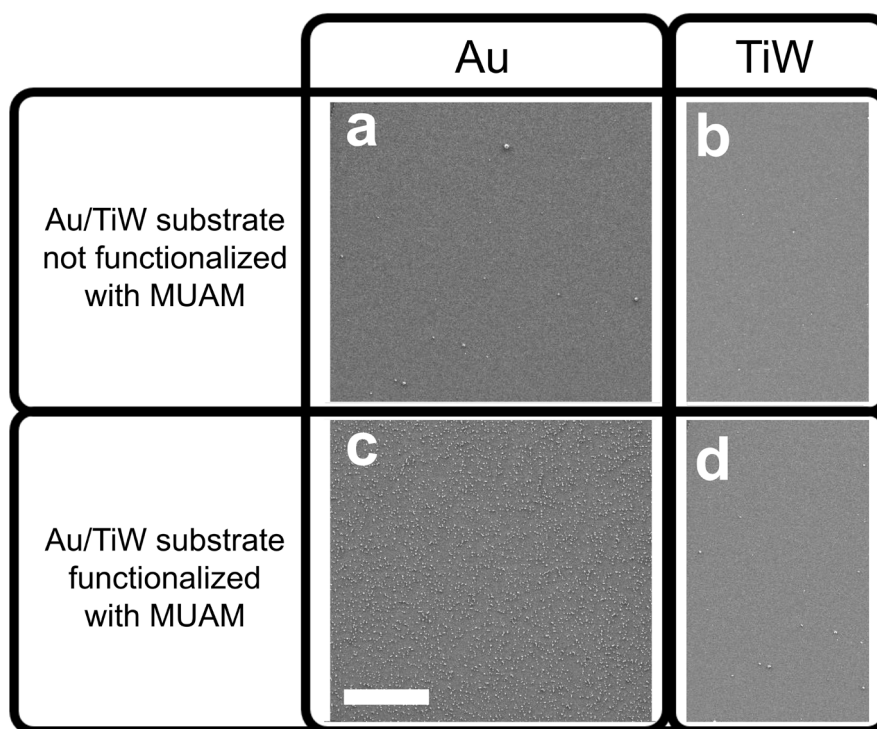 Au
TiW
Au/TiW substrate
not functionalized
with MUAM
a
b
Au/TiW substrate
functionalized
with MUAM
c
d